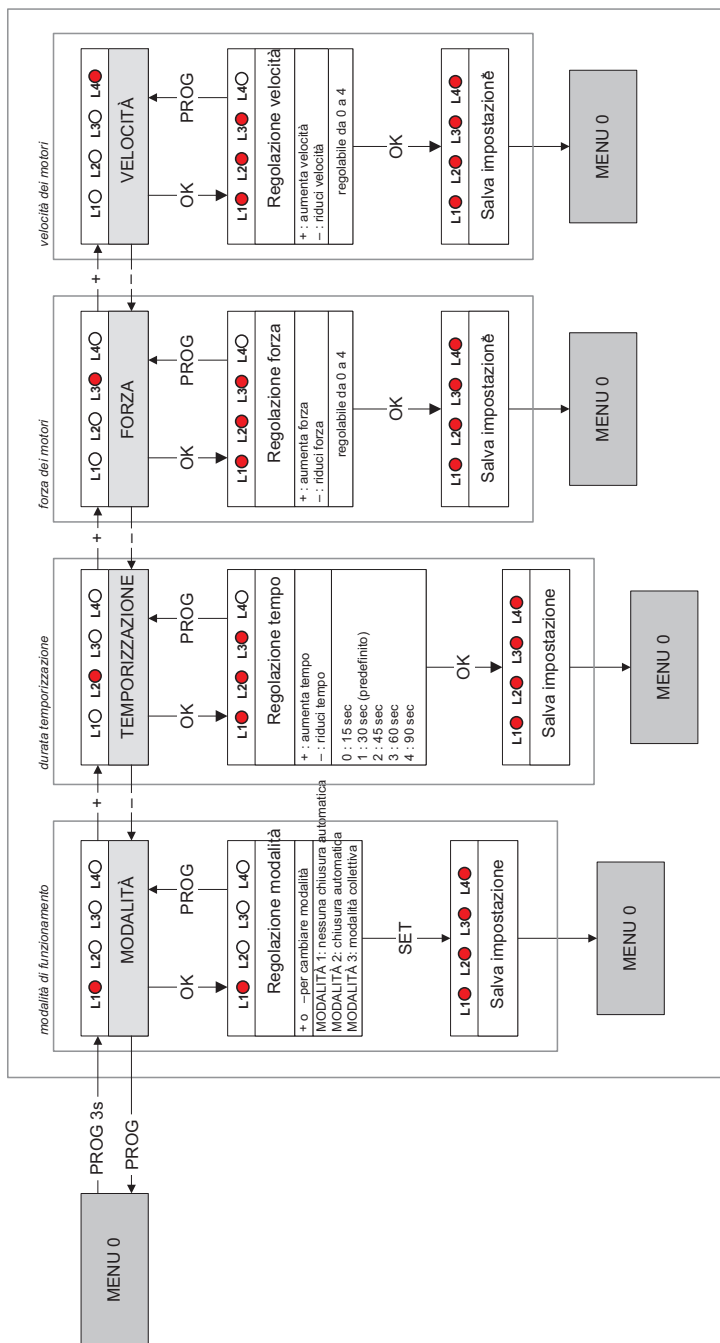 MENU 0
PROG 3s
PROG
modalità di funzionamento
L1 L2 L3 L4
MODALITÀ
OK
PROG
L1 L2 L3 L4
Regolazione modalità
+ o –per cambiare modalità
MODALITÀ 1: nessuna chiusura automatica
MODALITÀ 2: chiusura automatica
MODALITÀ 3: modalità collettiva
SET
L1 L2 L3 L4
Salva impostazione
MENU 0
+
–
durata temporizzazione
L1 L2 L3 L4
TEMPORIZZAZIONE
OK
PROG
L1 L2 L3 L4
Regolazione tempo
+ : aumenta tempo
– : riduci tempo
0 : 15 sec
1 : 30 sec (predefinito)
2 : 45 sec
3 : 60 sec
4 : 90 sec
OK
L1 L2 L3 L4
Salva impostazione
MENU 0
+
–
forza dei motori
L1 L2 L3 L4
FORZA
OK
PROG
L1 L2 L3 L4
Regolazione forza
+ : aumenta forza
– : riduci forza
regolabile da 0 a 4
OK
L1 L2 L3 L4
Salva impostazione*
MENU 0
+
–
velocità dei motori
L1 L2 L3 L4
VELOCITÀ
OK
PROG
L1 L2 L3 L4
Regolazione velocità
+ : aumenta velocità
– : riduci velocità
regolabile da 0 a 4
OK
L1 L2 L3 L4
Salva impostazione*
MENU 0